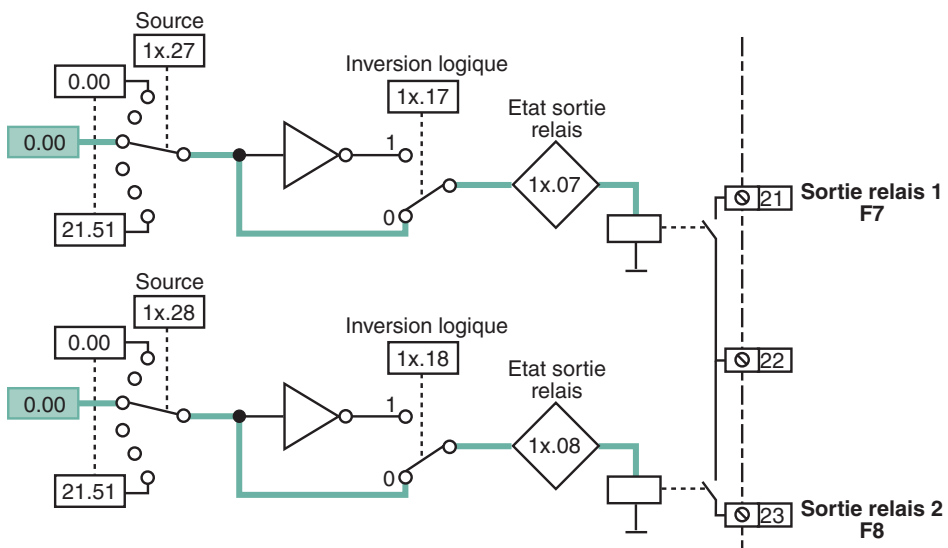 Source
1x.27
0.00
Inversion logique
1x.17
Etat sortie
relais
0.00
1
1x.07
21
Sortie relais 1
F7
0
21.51
Source
1x.28
0.00
Inversion logique
1x.18
22
Etat sortie
relais
0.00
1
1x.08
0
21.51
23
Sortie relais 2
F8